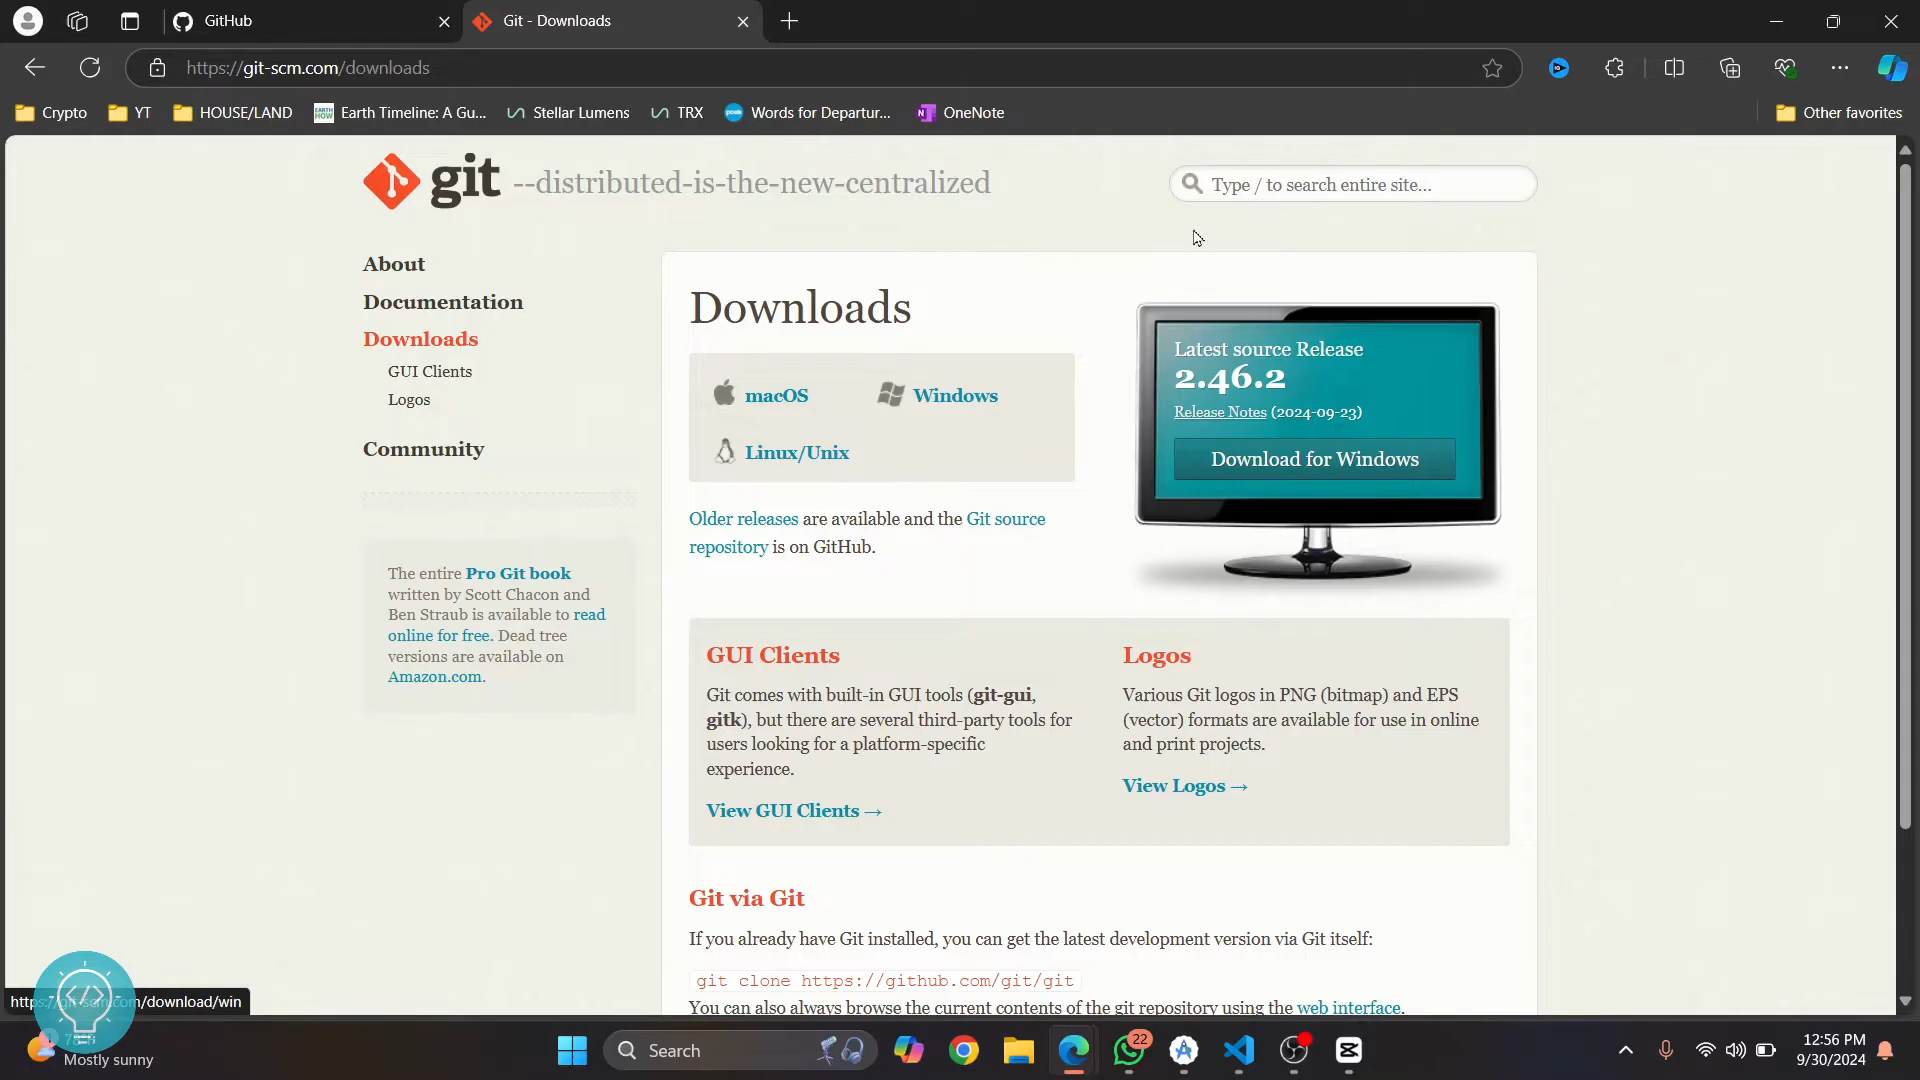 GitHub
Git - Downloads
https://git-scm.com/downloads
Crypto
YT
HOUSE/LAND
Earth Timeline: A Gu...
Stellar Lumens
TRX
Words for Departur...
OneNote
Other favorites
git --distributed-is-the-new-centralized
Type / to search entire site...
About
Documentation
Downloads
GUI Clients
Logos
Community
The entire Pro Git book
written by Scott Chacon and
Ben Straub is available to read
online for free. Dead tree
versions are available on
Amazon.com.
Downloads
macOS
Windows
Linux/Unix
Older releases are available and the Git source
repository is on GitHub.
Latest source Release
2.46.2
Release Notes (2024-09-23)
Download for Windows
GUI Clients
Git comes with built-in GUI tools (git-gui,
gitk), but there are several third-party tools for
users looking for a platform-specific
experience.
View GUI Clients →
Logos
Various Git logos in PNG (bitmap) and EPS
(vector) formats are available for use in online
and print projects.
View Logos →
Git via Git
If you already have Git installed, you can get the latest development version via Git itself:
git clone https://github.com/git/git
You can also always browse the current contents of the git repository using the web interface.
/download/win
Mostly sunny
Search
22
12:56 PM
9/30/2024